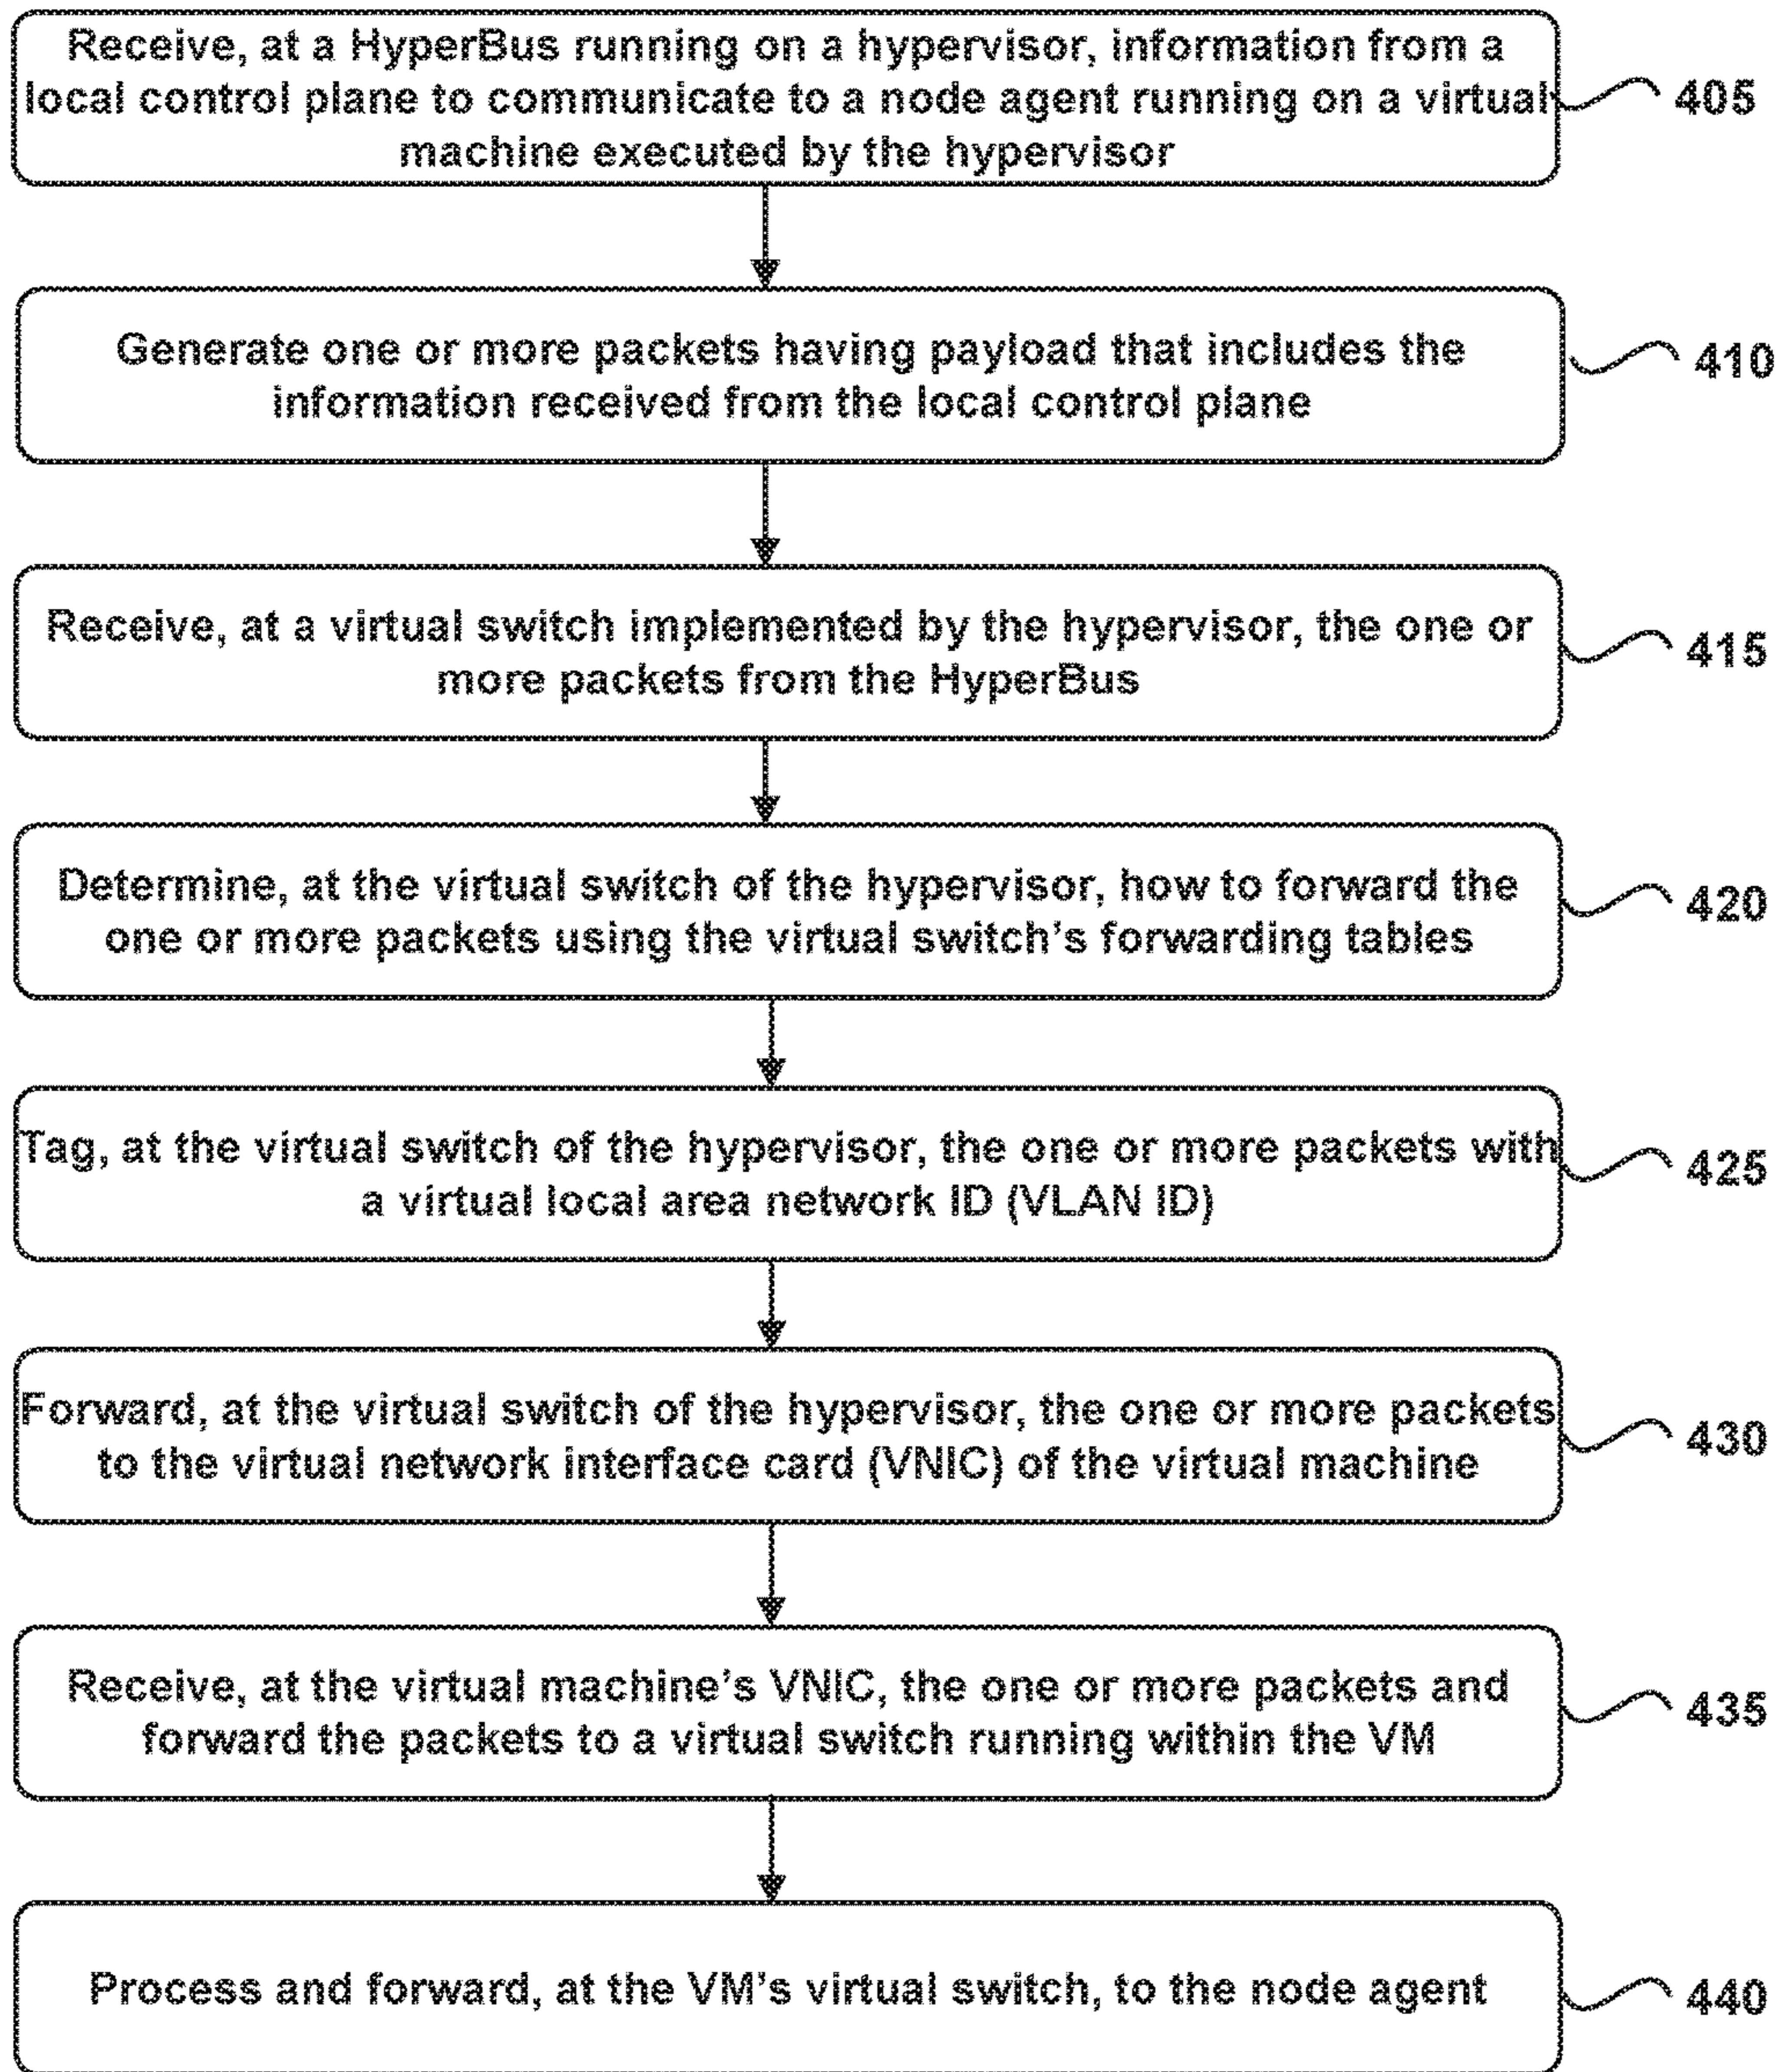 Receive, at a HyperBus running on a hypervisor, information from a
local control plane to communicate to a node agent running on a virtual
machine executed by the hypervisor
405
Generate one or more packets having payload that includes the
information received from the local control plane
410
Receive, at a virtual switch implemented by the hypervisor, the one or
more packets from the HyperBus
415
Determine, at the virtual switch of the hypervisor, how to forward the
one or more packets using the virtual switch's forwarding tables
420
Tag, at the virtual switch of the hypervisor, the one or more packets with
a virtual local area network ID (VLAN ID)
425
Forward, at the virtual switch of the hypervisor, the one or more packets
to the virtual network interface card (VNIC) of the virtual machine
430
Receive, at the virtual machine's VNIC, the one or more packets and
forward the packets to a virtual switch running within the VM
435
Process and forward, at the VM's virtual switch, to the node agent
440